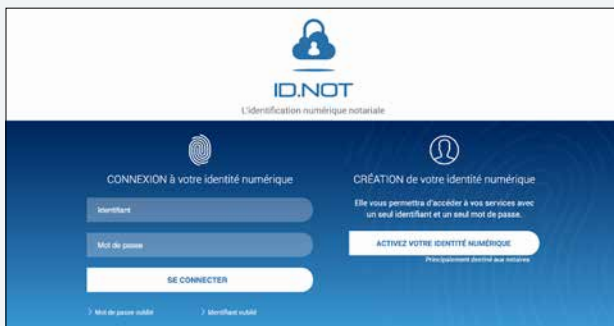 ID.NOT
L'identification numérique notariale
CONNEXION à votre identité numérique
Identifiant
Mot de passe
SE CONNECTER
Mot de passe oublié
Identifiant oublié
CRÉATION de votre identité numérique
Elle vous permettra d'accéder à vos services avec
un seul identifiant et un seul mot de passe.
ACTIVEZ VOTRE IDENTITÉ NUMÉRIQUE
Principalement destiné aux notaires